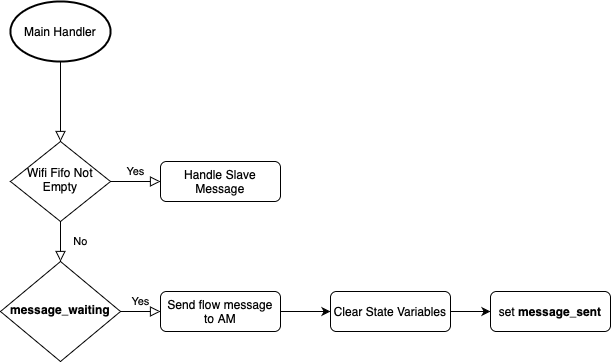 Main Handler
Wifi Fifo Not
Empty
Yes
Handle Slave
Message
No
message_waiting
Yes
Send flow message
to AM
Clear State Variables
set message_sent